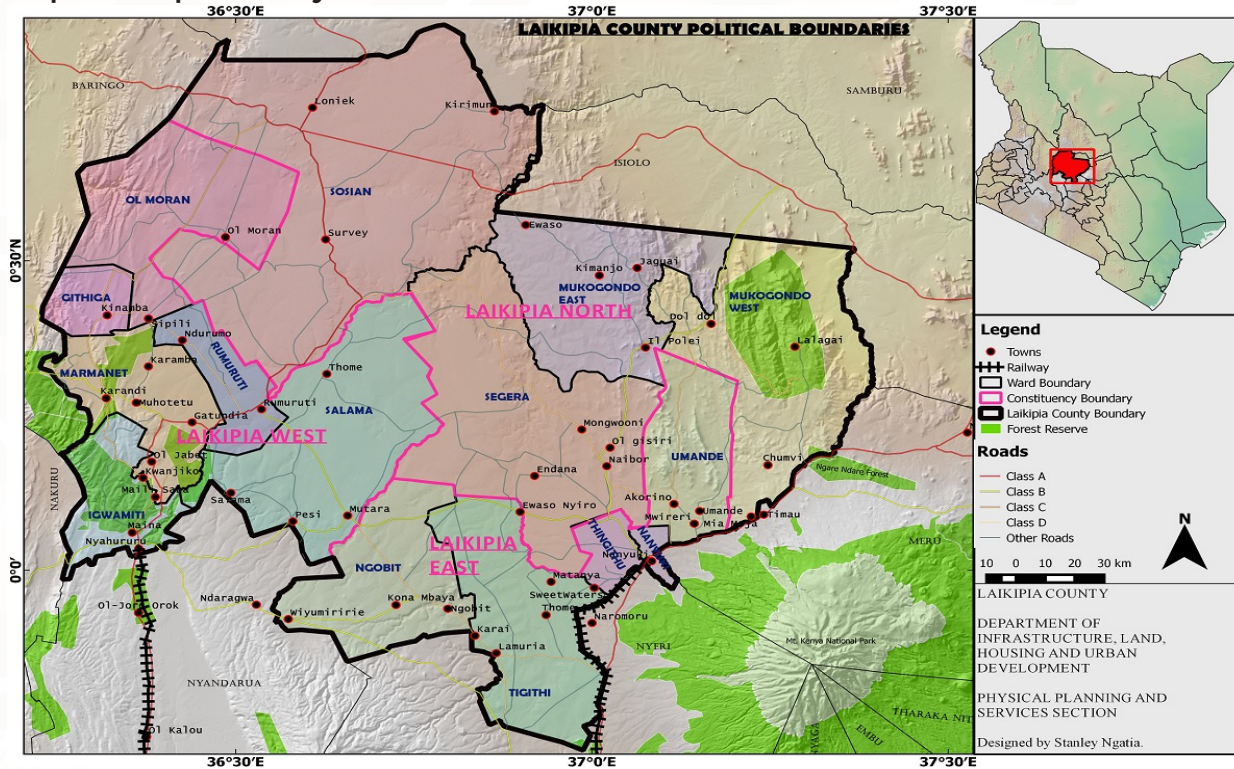 36°30'E
37°0'E
37°30'E
LAIKIPIA COUNTY POLITICAL BOUNDARIES
BARINGO
SAMBURU
Loniek
Kirimun
ISIOLO
OL MORAN
SOSIAN
Ol Moran
Survey
Ewaso
0°30'N
Kimanjo
Jaguai
MUKOGONDO
EAST
MUKOGONDO
WEST
GITHIGA
Kinamba
LAIKIPIA NORTH
Sipili
Ndurumo
Dol dol
Il Polei
Lalagai
RUMURUTI
Karamba
MARMANET
Thome
Karandi
Muhotetu
Rumuruti
SALAMA
SEGERA
Gatundia
LAIKIPIA WEST
Mongwooni
Ol gisiri
Naibor
UMANDE
Chumvi
Ngare Ndare Forest
Ol Jabet
Kwanjiko
NAKURU
Endana
Salama
Akorino
Ewaso Nyiro
Umande
Mwireri
Mia Moja
Timau
IGWAMITI
Pesi
Mutara
Maina
Nyahururu
THINGITHU
LAIKIPIA
EAST
MERU
0°0'
NGOBIT
Matanya
SweetWaters
Thome
Ol-Joro Orok
Ndaragwa
Wiyumiririe
Kona Mbaya
Ngobit
Naromoru
Karai
Lamuria
NYERI
Mt. Kenya National Park
NYANDARUA
TIGITHI
THARAKA NIT
EMBU
Ol Kalou
36°30'E
37°0'E
37°30'E
Legend
Towns
Railway
Ward Boundary
Constituency Boundary
Laikipia County Boundary
Forest Reserve
Roads
Class A
Class B
Class C
Class D
Other Roads
N
10 0 10 20 30 km
LAIKIPIA COUNTY
DEPARTMENT OF
INFRASTRUCTURE, LAND,
HOUSING AND URBAN
DEVELOPMENT
PHYSICAL PLANNING AND
SERVICES SECTION
Designed by Stanley Ngatia.